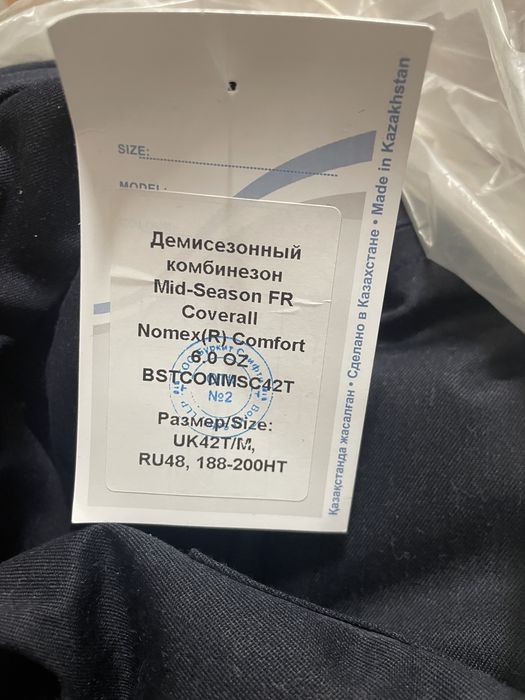 SIZE:
MODEL:
Демисезонный
комбинезон
Mid-Season FR
Coverall
Nomex(R) Comfort
6.0 OZ
BSTCONMSC42T
№2
Размер/Size:
UK42T/M,
RU48, 188-200HT
Қазақстанда жасалған • Сделано в Казахстане • Made in Kazakhstan